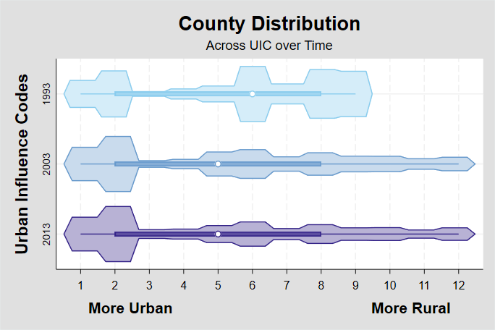 County Distribution
Across UIC over Time
Urban Influence Codes
1993
2003
2013
1 2 3 4 5 6 7 8 9 10 11 12
More Urban More Rural